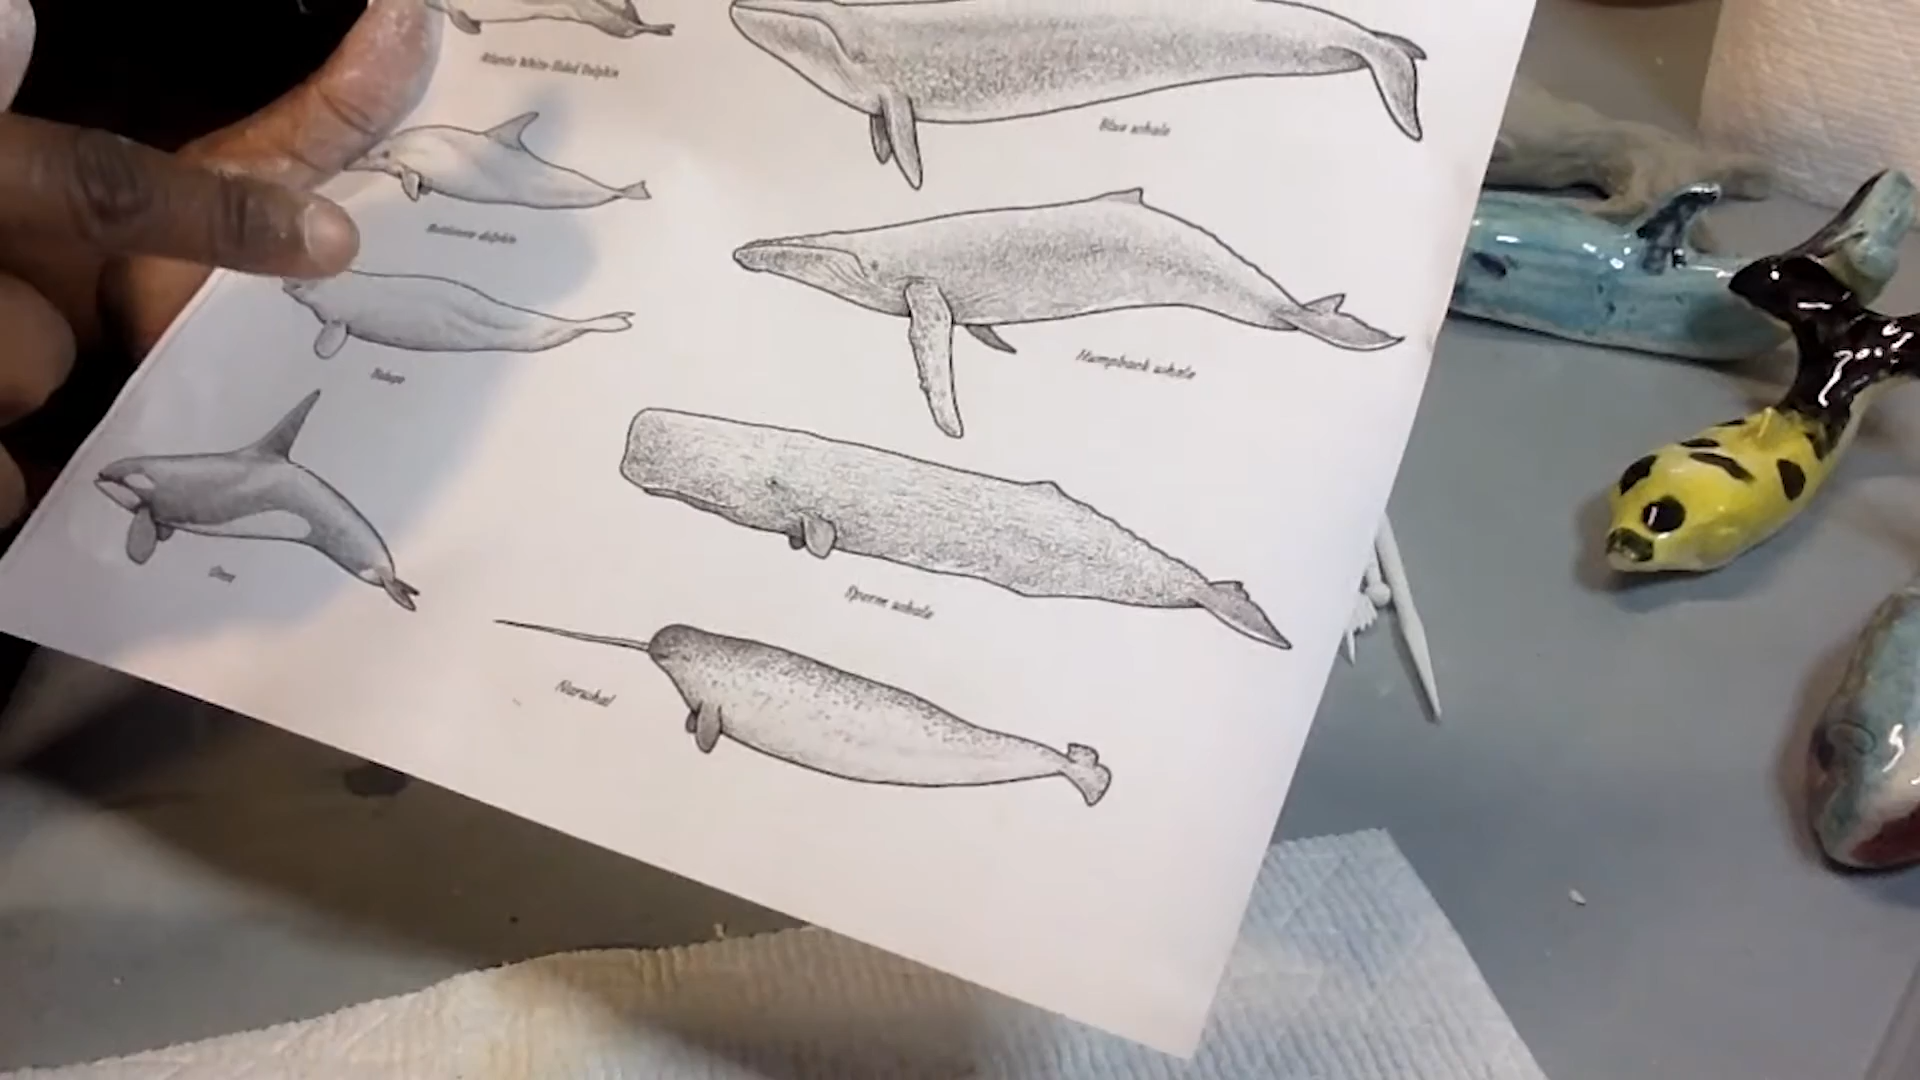 Atlantic White-Sided Dolphin
Blue whale
Bottlenose dolphin
Humpback whale
Beluga
Orca
Sperm whale
Narwhal